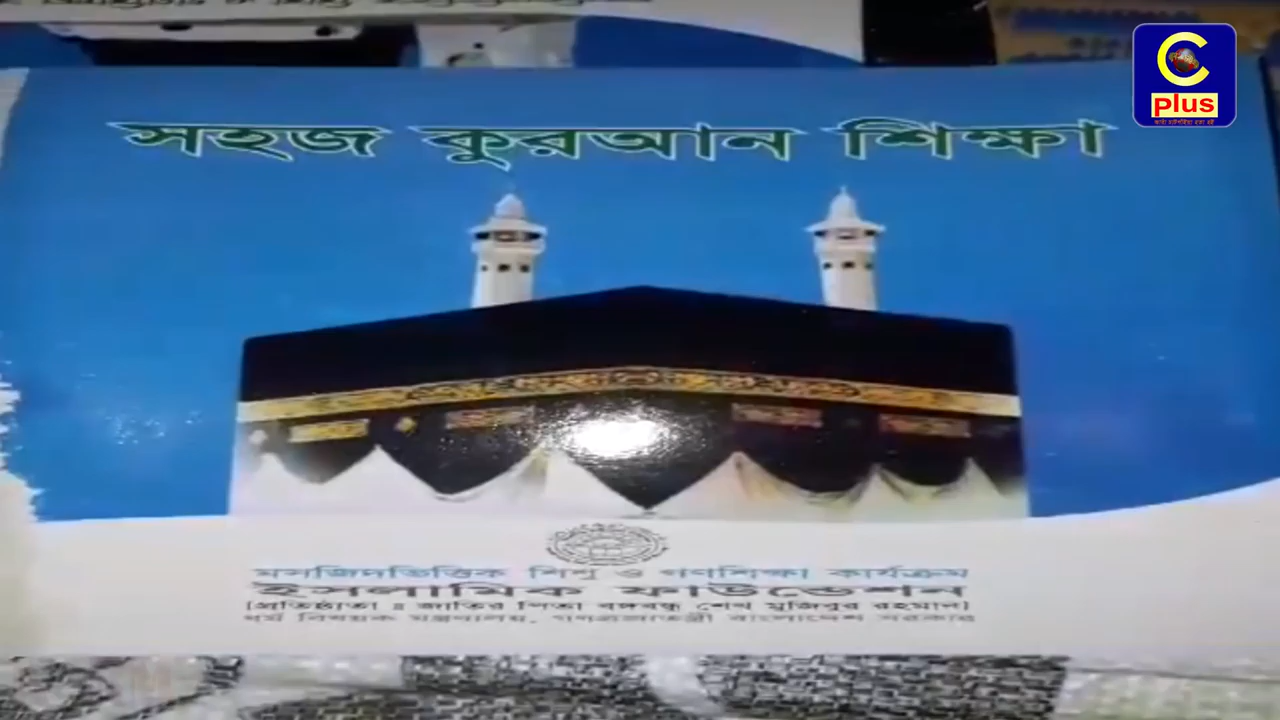 C
plus
সহজ কুরআন শিক্ষা
মসজিদভিত্তিক শিশু ও গণশিক্ষা কার্যক্রম
ইসলামিক ফাউন্ডেশন
(প্রতিষ্ঠাতা : জাতির পিতা বঙ্গবন্ধু শেখ মুজিবুর রহমান)
ধর্ম বিষয়ক মন্ত্রণালয়, গণপ্রজাতন্ত্রী বাংলাদেশ সরকার